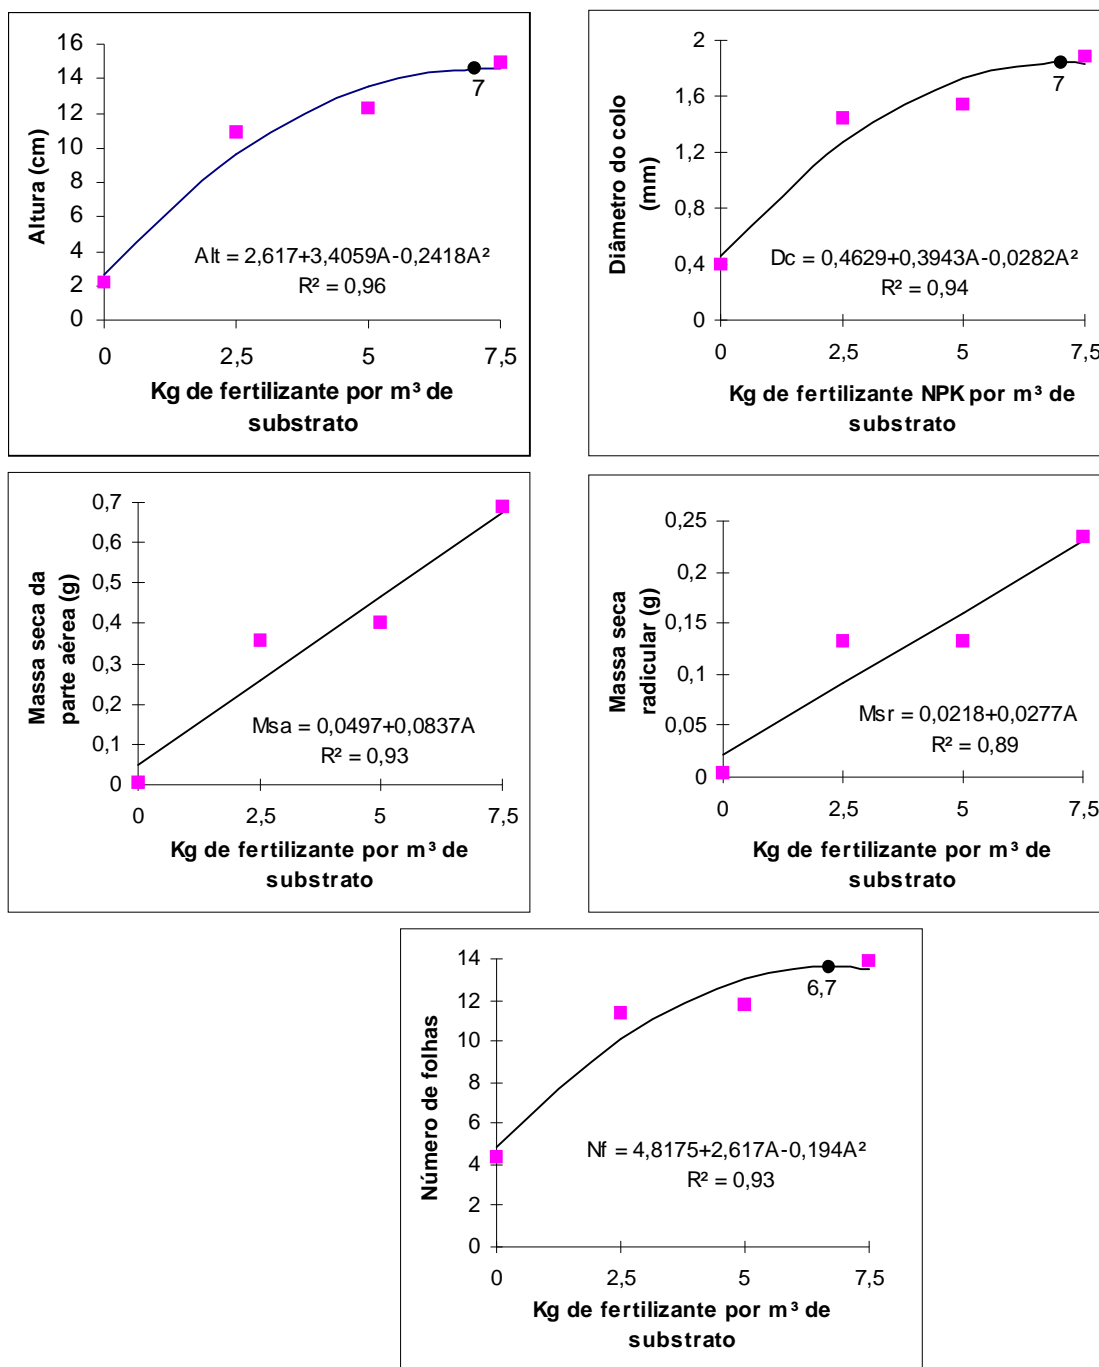 16
14
12
10
8
6
4
2
0
Altura (cm)
7
Alt = 2,617+3,4059A-0,2418A²
R² = 0,96
0 2,5 5 7,5
Kg de fertilizante por m³ de
substrato
2
1,6
1,2
0,8
0,4
0
Diâmetro do colo
(mm)
7
Dc = 0,4629+0,3943A-0,0282A²
R² = 0,94
0 2,5 5 7,5
Kg de fertilizante NPK por m³ de
substrato
0,7
0,6
0,5
0,4
0,3
0,2
0,1
0
Massa seca da
parte aérea (g)
Msa = 0,0497+0,0837A
R² = 0,93
0 2,5 5 7,5
Kg de fertilizante por m³ de
substrato
0,25
0,2
0,15
0,1
0,05
0
Massa seca
radicular (g)
Msr = 0,0218+0,0277A
R² = 0,89
0 2,5 5 7,5
Kg de fertilizante por m³ de
substrato
14
12
10
8
6
4
2
0
Número de folhas
6,7
Nf = 4,8175+2,617A-0,194A²
R² = 0,93
0 2,5 5 7,5
Kg de fertilizante por m³ de
substrato